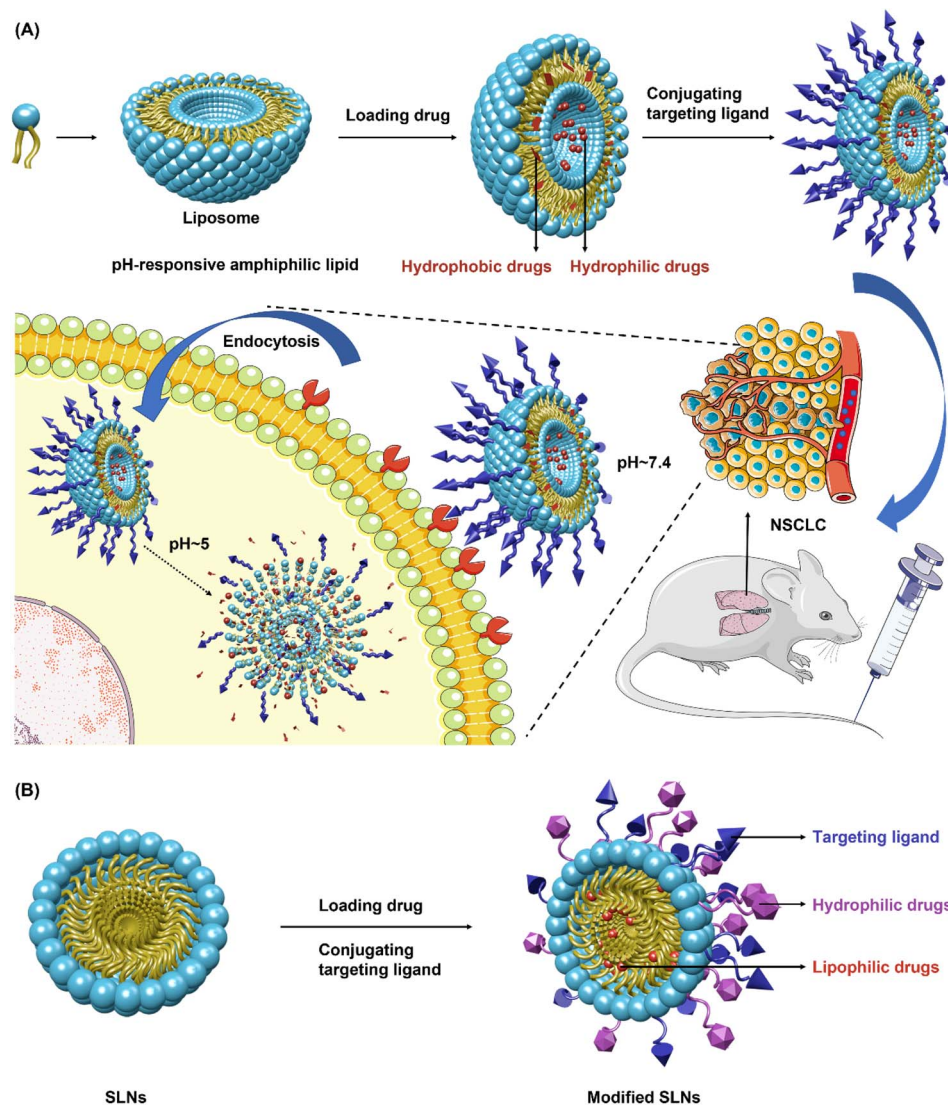 (A)
Loading drug
Conjugating
targeting ligand
Liposome
pH-responsive amphiphilic lipid
Hydrophobic drugs
Hydrophilic drugs
Endocytosis
pH~7.4
NSCLC
pH~5
(B)
Loading drug
Conjugating
targeting ligand
Targeting ligand
Hydrophilic drugs
Lipophilic drugs
SLNs
Modified SLNs